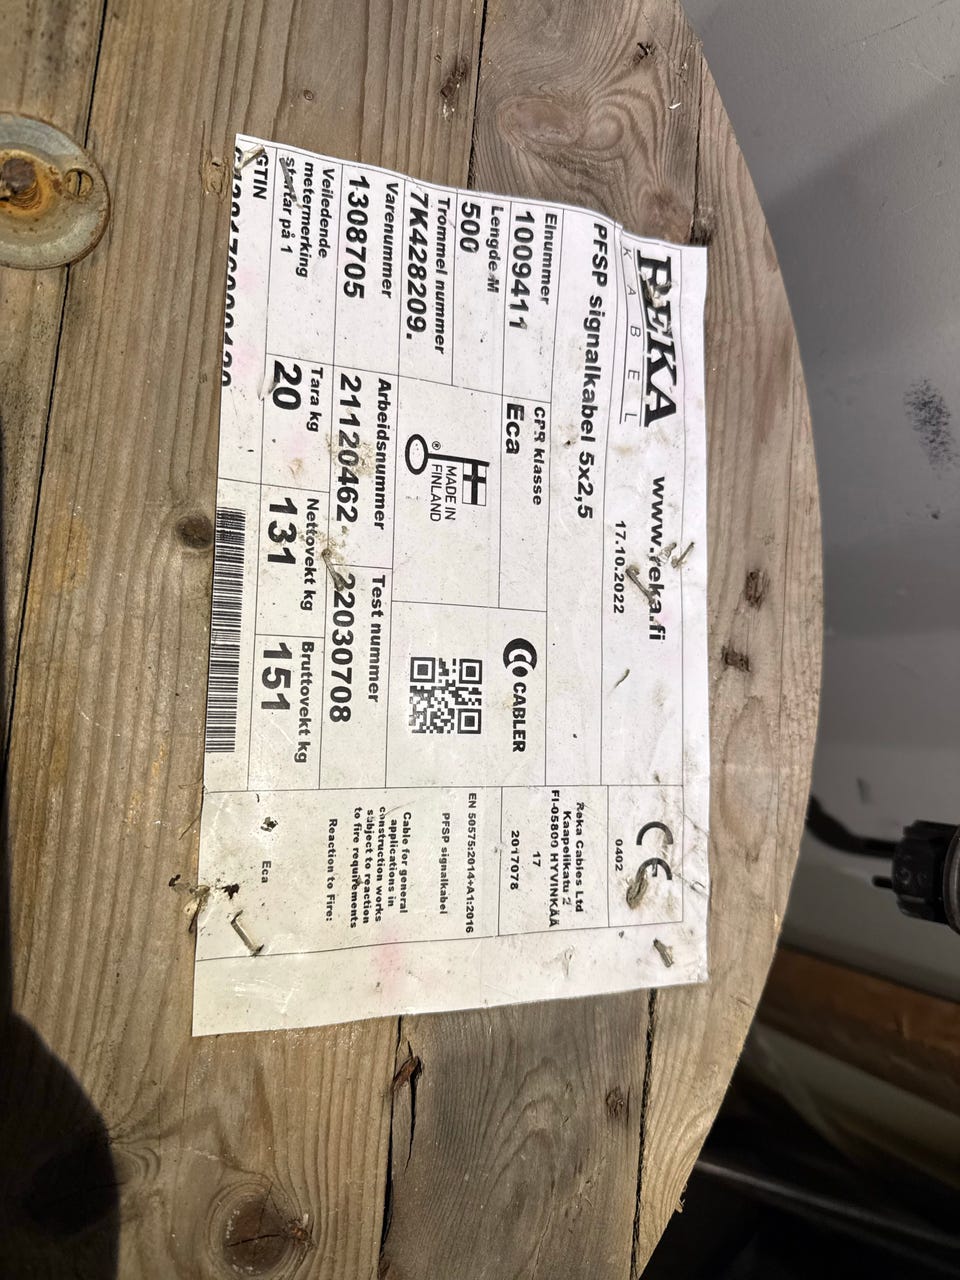 REKA
KABEL
www.reka.fi
17.10.2022
PFSP signalkabel 5x2,5
Elnummer
1009411
CPR klasse
Eca
CABLER
Lengde M
500
MADE IN
FINLAND
Trommel nummer
7K428209.
Varenummer
1308705
Arbeidsnummer
21120462
Test nummer
22030708
Veiledende
metermerking
startar på 1
Tara kg
20
Nettovekt kg
131
Bruttovekt kg
151
GTIN
CE
0402
Reka Cables Ltd
Kaapelikatu 2
FI-05800 HYVINKÄÄ
17
2017078
EN 50575:2014+A1:2016
PFSP signalkabel
Cable for general
applications in
construction works
subject to reaction
to fire requirements
Reaction to Fire:
Eca